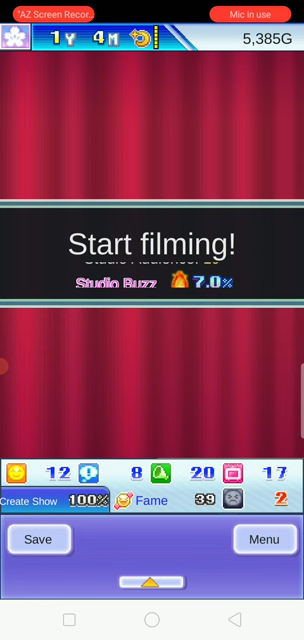 "AZ Screen Recor..
Mic in use
1Y 4M
5,385G
Start filming!
Studio Buzz 7.0%
12 8 20 17
Create Show 100% Fame 39 2
Save
Menu